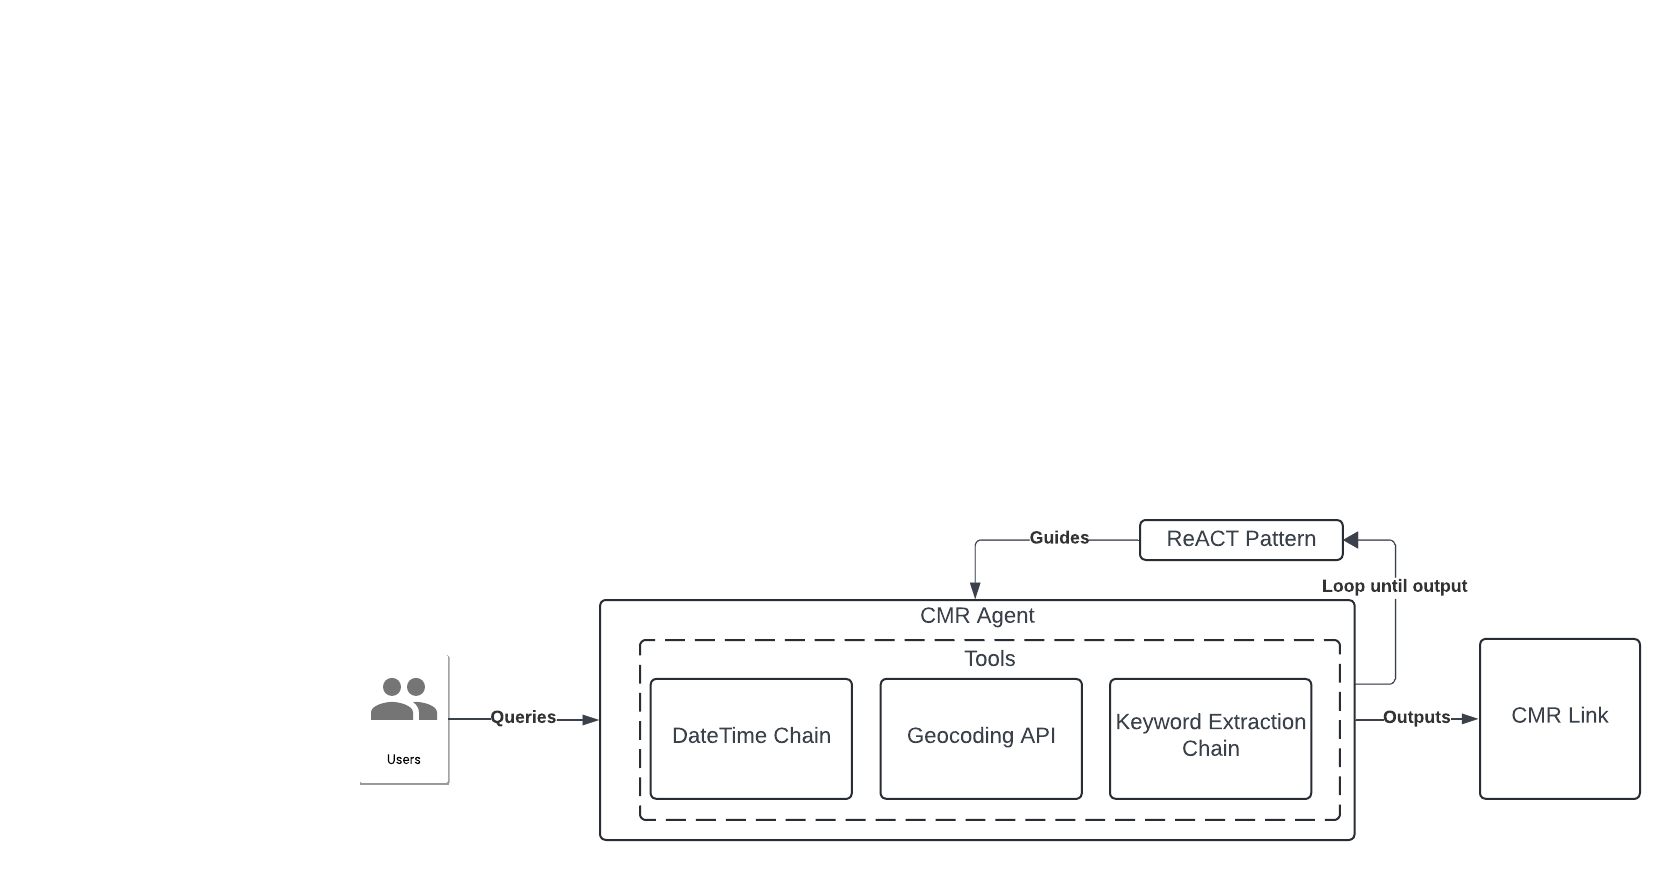 Guides
ReACT Pattern
Loop until output
CMR Agent
Tools
Users
Queries
DateTime Chain
Geocoding API
Keyword Extraction
Chain
Outputs
CMR Link